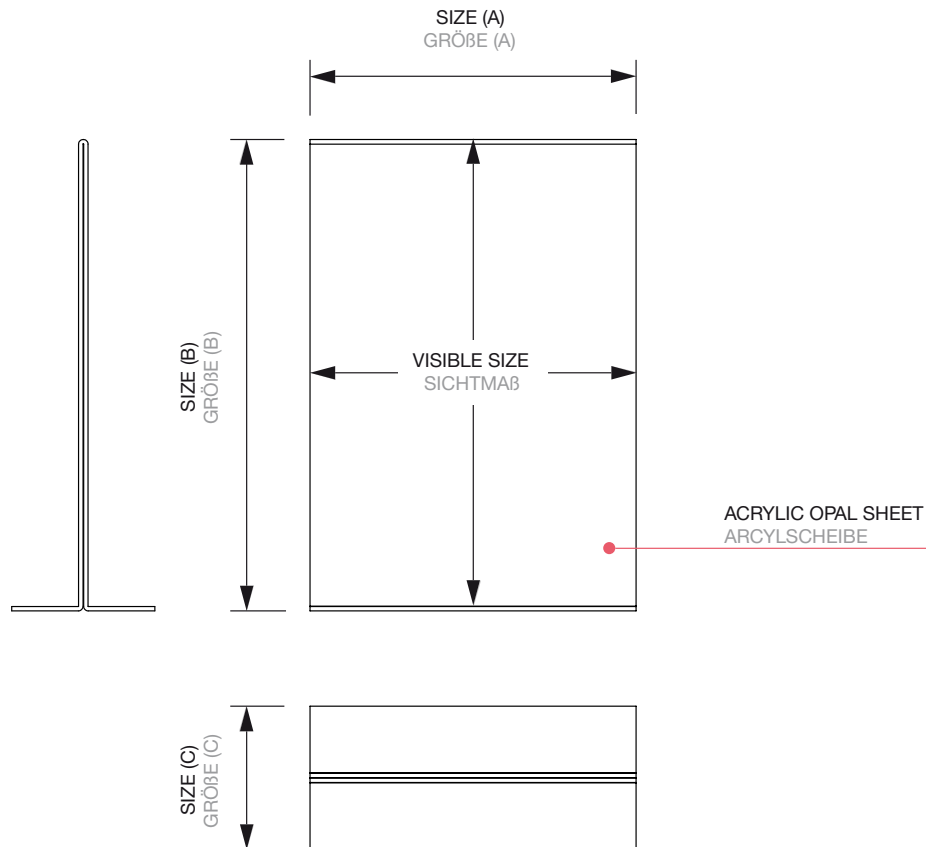 SIZE (A)
GRÖßE (A)
SIZE (B)
GRÖßE (B)
VISIBLE SIZE
SICHTMAß
ACRYLIC OPAL SHEET
ARCYLSCHEIBE
SIZE (C)
GRÖßE (C)